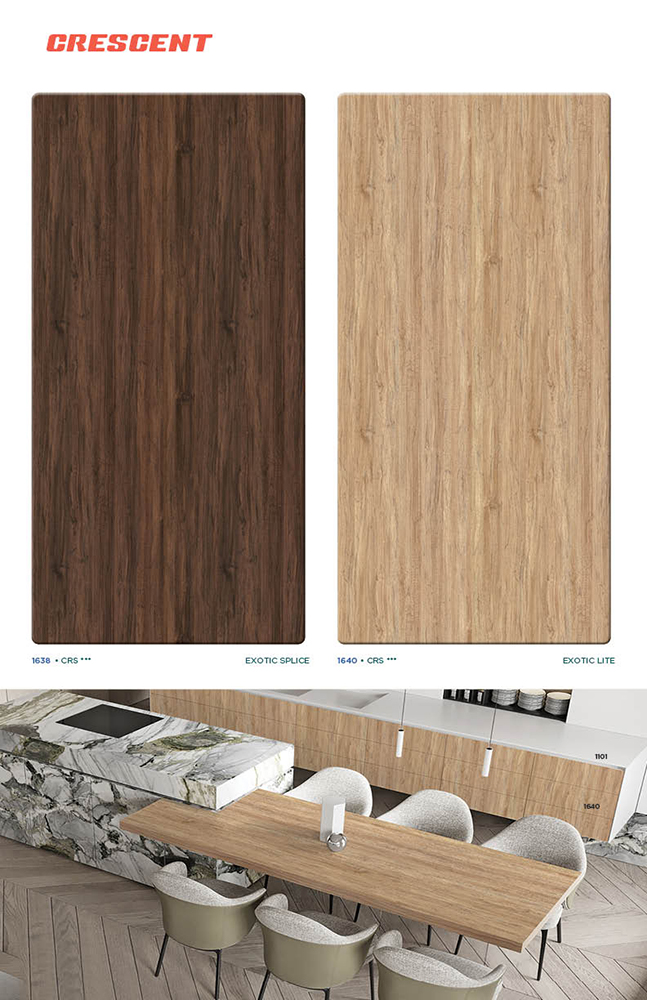 CRESCENT
1638 • CRS *** EXOTIC SPLICE
1640 • CRS *** EXOTIC LITE
1101
1640